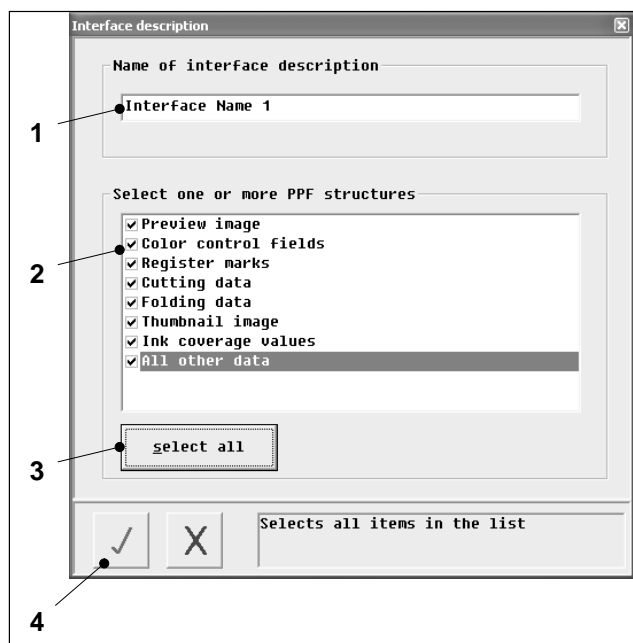 Interface description
Name of interface description
Interface Name 1
1
Select one or more PPF structures
Preview image
Color control fields
2
Register marks
Cutting data
Folding data
Thumbnail image
Ink coverage values
All other data
select all
3
Selects all items in the list
4